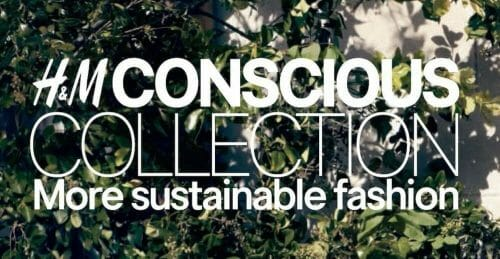 H&M CONSCIOUS
COLLECTION
More sustainable fashion